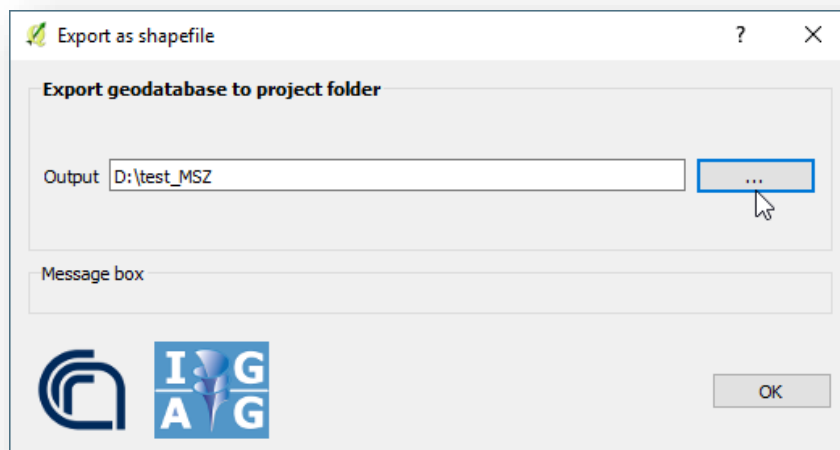 Export as shapefile
?
Export geodatabase to project folder
Output D:\test_MSZ ...
Message box
I G
A G
OK